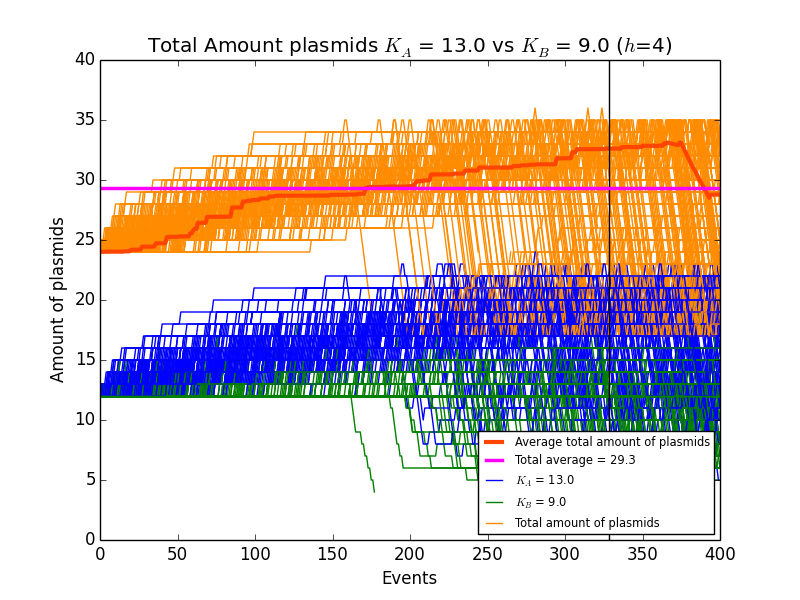 Total Amount plasmids K_A = 13.0 vs K_B = 9.0 (h=4)
40
35
30
25
20
15
10
5
0
Amount of plasmids
Average total amount of plasmids
Total average = 29.3
K_A = 13.0
K_B = 9.0
Total amount of plasmids
0 50 100 150 200 250 300 350 400
Events